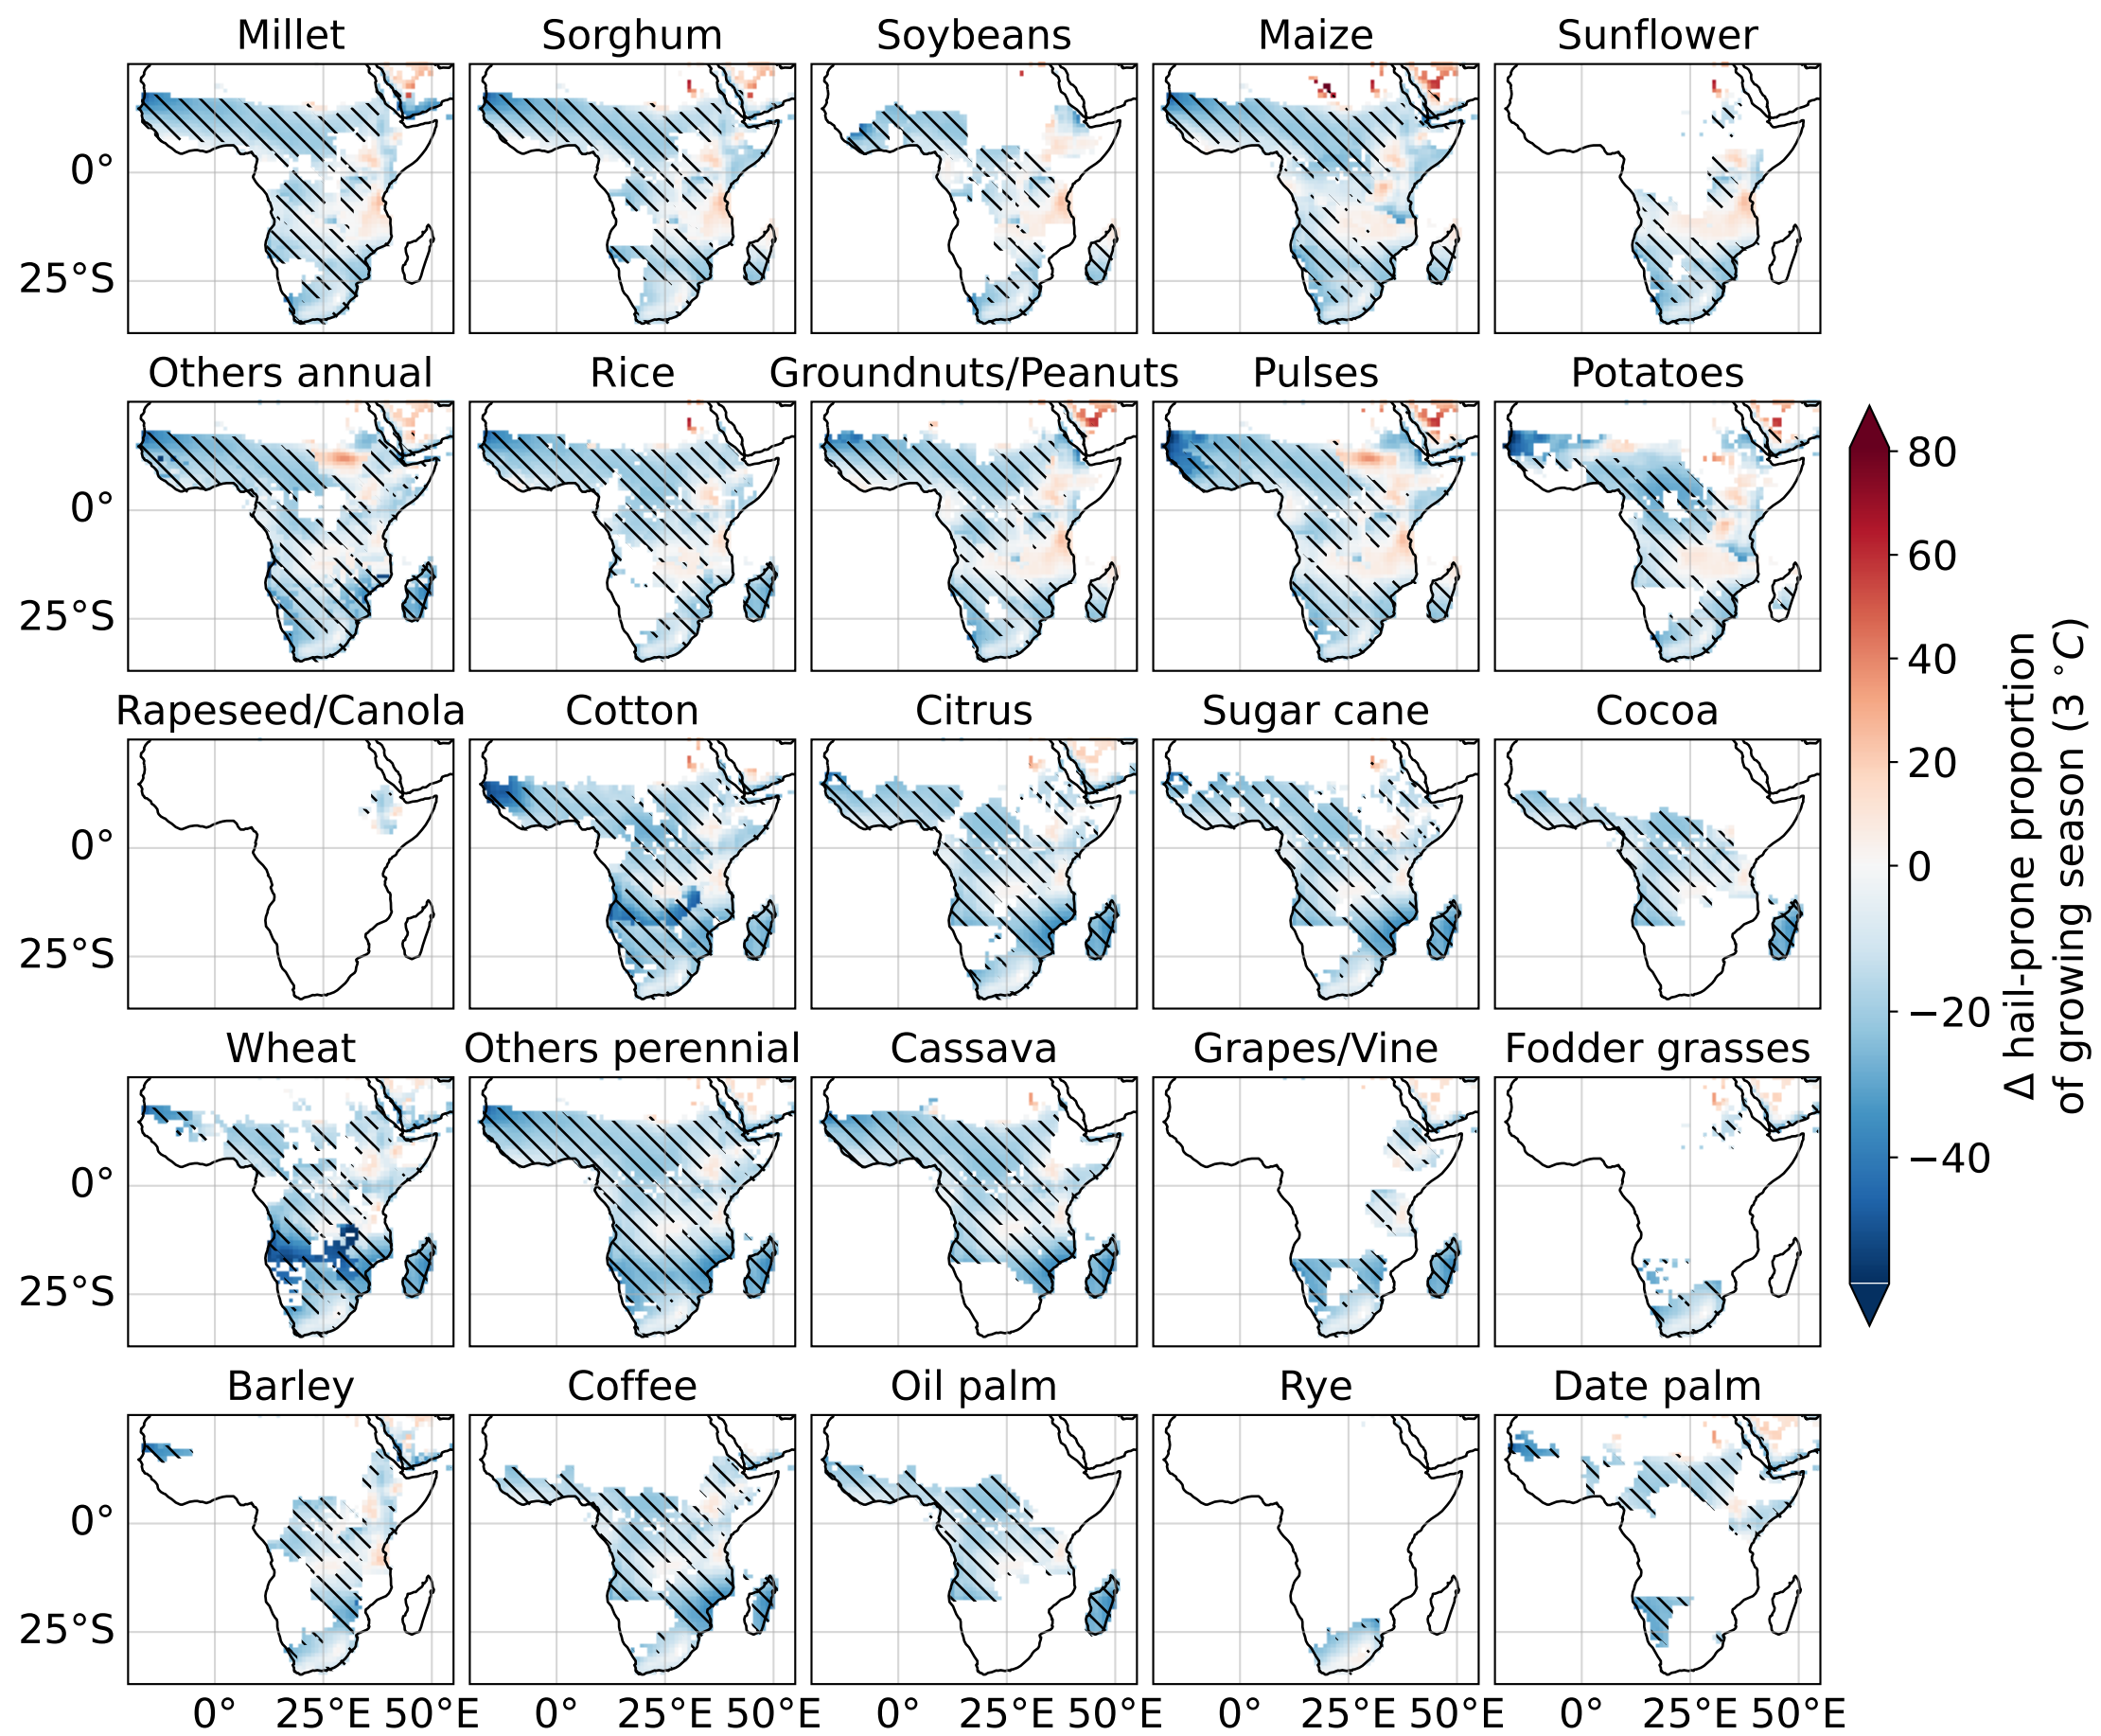 Millet Sorghum Soybeans Maize Sunflower
0°
25°S
Others annual Rice Groundnuts/Peanuts Pulses Potatoes
0°
25°S
Rapeseed/Canola Cotton Citrus Sugar cane Cocoa
0°
25°S
Wheat Others perennial Cassava Grapes/Vine Fodder grasses
0°
25°S
Barley Coffee Oil palm Rye Date palm
0°
25°S
0° 25°E 50°E 0° 25°E 50°E 0° 25°E 50°E 0° 25°E 50°E 0° 25°E 50°E
80
60
40
20
0
−20
−40
Δ hail-prone proportion
of growing season (3 °C)